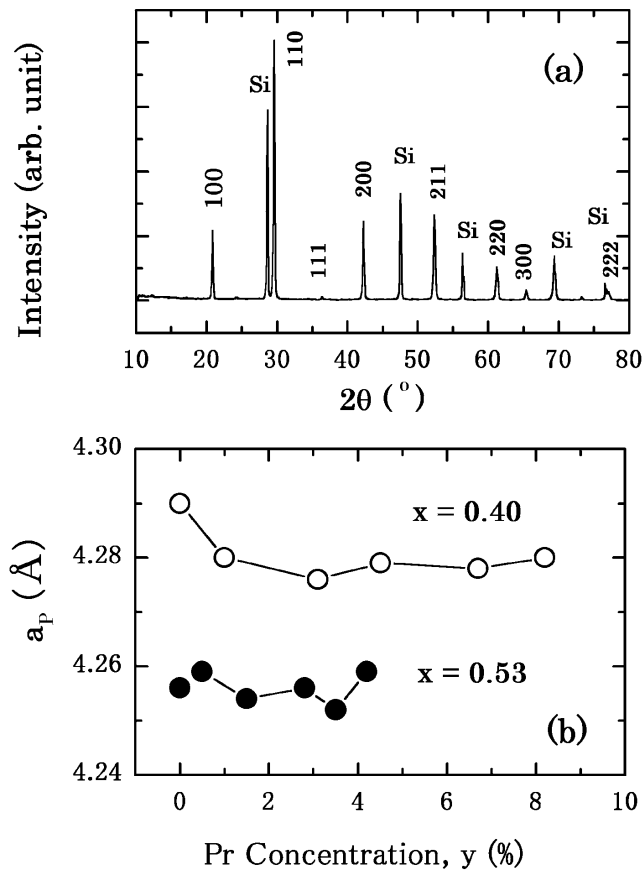 Intensity (arb. unit)
(a)
100
Si
110
111
200
Si
211
Si
220
300
Si
Si
222
10 20 30 40 50 60 70 80
2θ (°)
4.30
4.28
4.26
4.24
a_P (Å)
x = 0.40
x = 0.53
(b)
0 2 4 6 8 10
Pr Concentration, y (%)